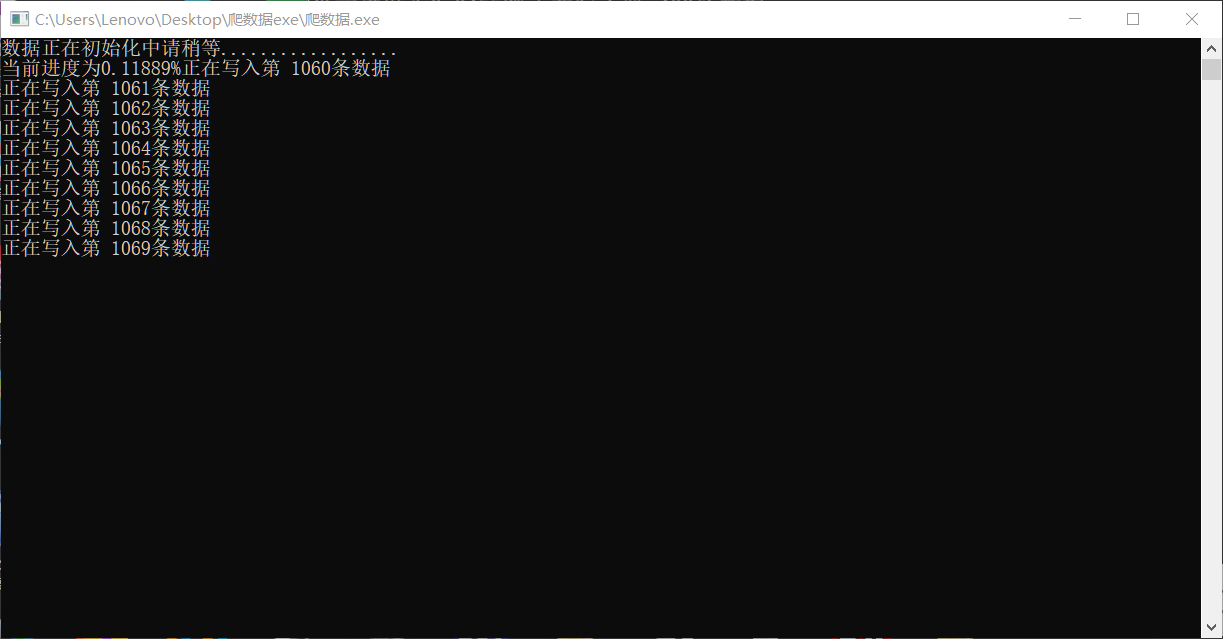 C:\Users\Lenovo\Desktop\爬数据exe\爬数据.exe
数据正在初始化中请稍等..................
当前进度为0.11889%正在写入第 1060条数据
正在写入第 1061条数据
正在写入第 1062条数据
正在写入第 1063条数据
正在写入第 1064条数据
正在写入第 1065条数据
正在写入第 1066条数据
正在写入第 1067条数据
正在写入第 1068条数据
正在写入第 1069条数据